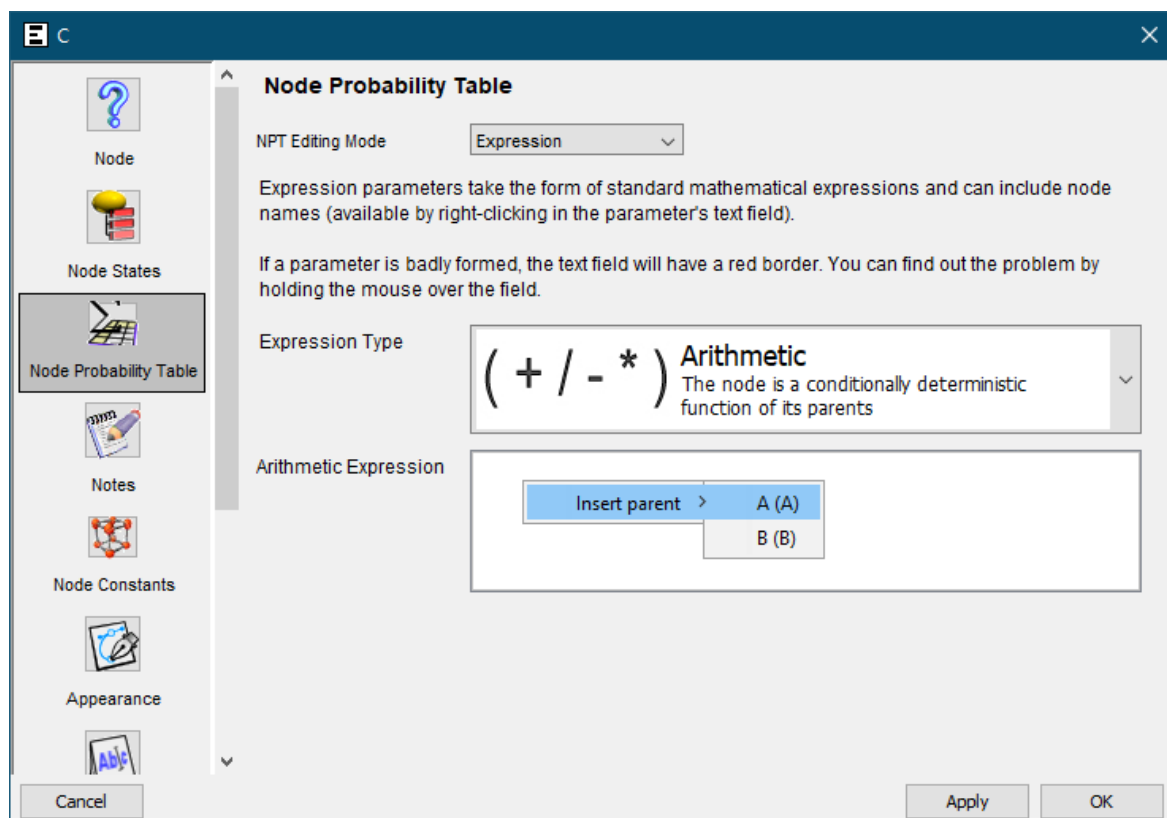 C
Node
Node States
Node Probability Table
Notes
Node Constants
Appearance
Ab|c
Node Probability Table
NPT Editing Mode
Expression
Expression parameters take the form of standard mathematical expressions and can include node
names (available by right-clicking in the parameter's text field).
If a parameter is badly formed, the text field will have a red border. You can find out the problem by
holding the mouse over the field.
Expression Type
( + / - * )
Arithmetic
The node is a conditionally deterministic
function of its parents
Arithmetic Expression
Insert parent
A (A)
B (B)
Cancel
Apply
OK